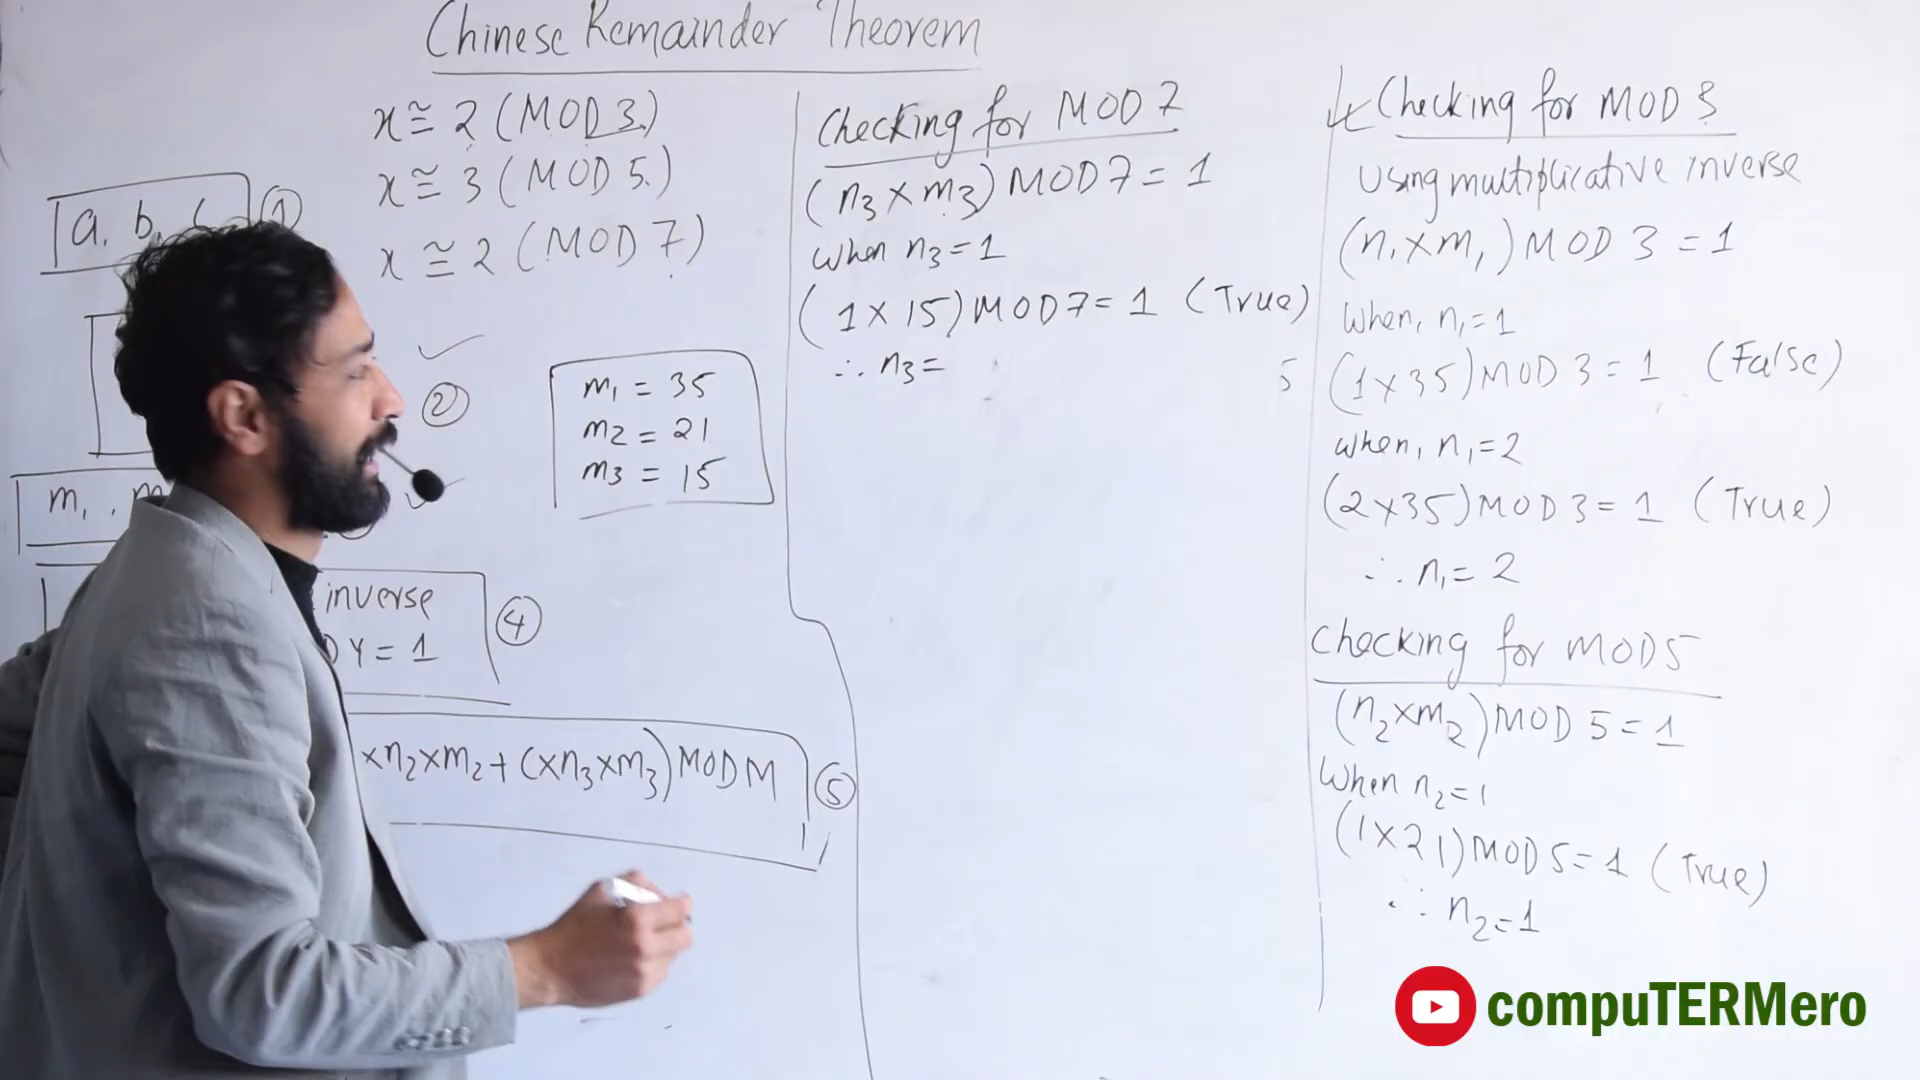 Chinese Remainder Theorem
x ≅ 2 (MOD 3)
x ≅ 3 (MOD 5)
x ≅ 2 (MOD 7)
a, b, c ①
②
m₁ = 35
m₂ = 21
m₃ = 15
m₁, m
inverse
D Y = 1 ④
×n₂×m₂ + (×n₃×m₃) MOD M ⑤
Checking for MOD 7
(n₃ × m₃) MOD 7 = 1
when n₃ = 1
(1 × 15) MOD 7 = 1 (True)
∴ n₃ =
Checking for MOD 3
Using multiplicative inverse
(n₁ × m₁) MOD 3 = 1
When, n₁ = 1
5 (1 × 35) MOD 3 = 1 (False)
when, n₁ = 2
(2 × 35) MOD 3 = 1 (True)
∴ n₁ = 2
Checking for MOD 5
(n₂ × m₂) MOD 5 = 1
When n₂ = 1
(1 × 21) MOD 5 = 1 (True)
∴ n₂ = 1
compuTERMero